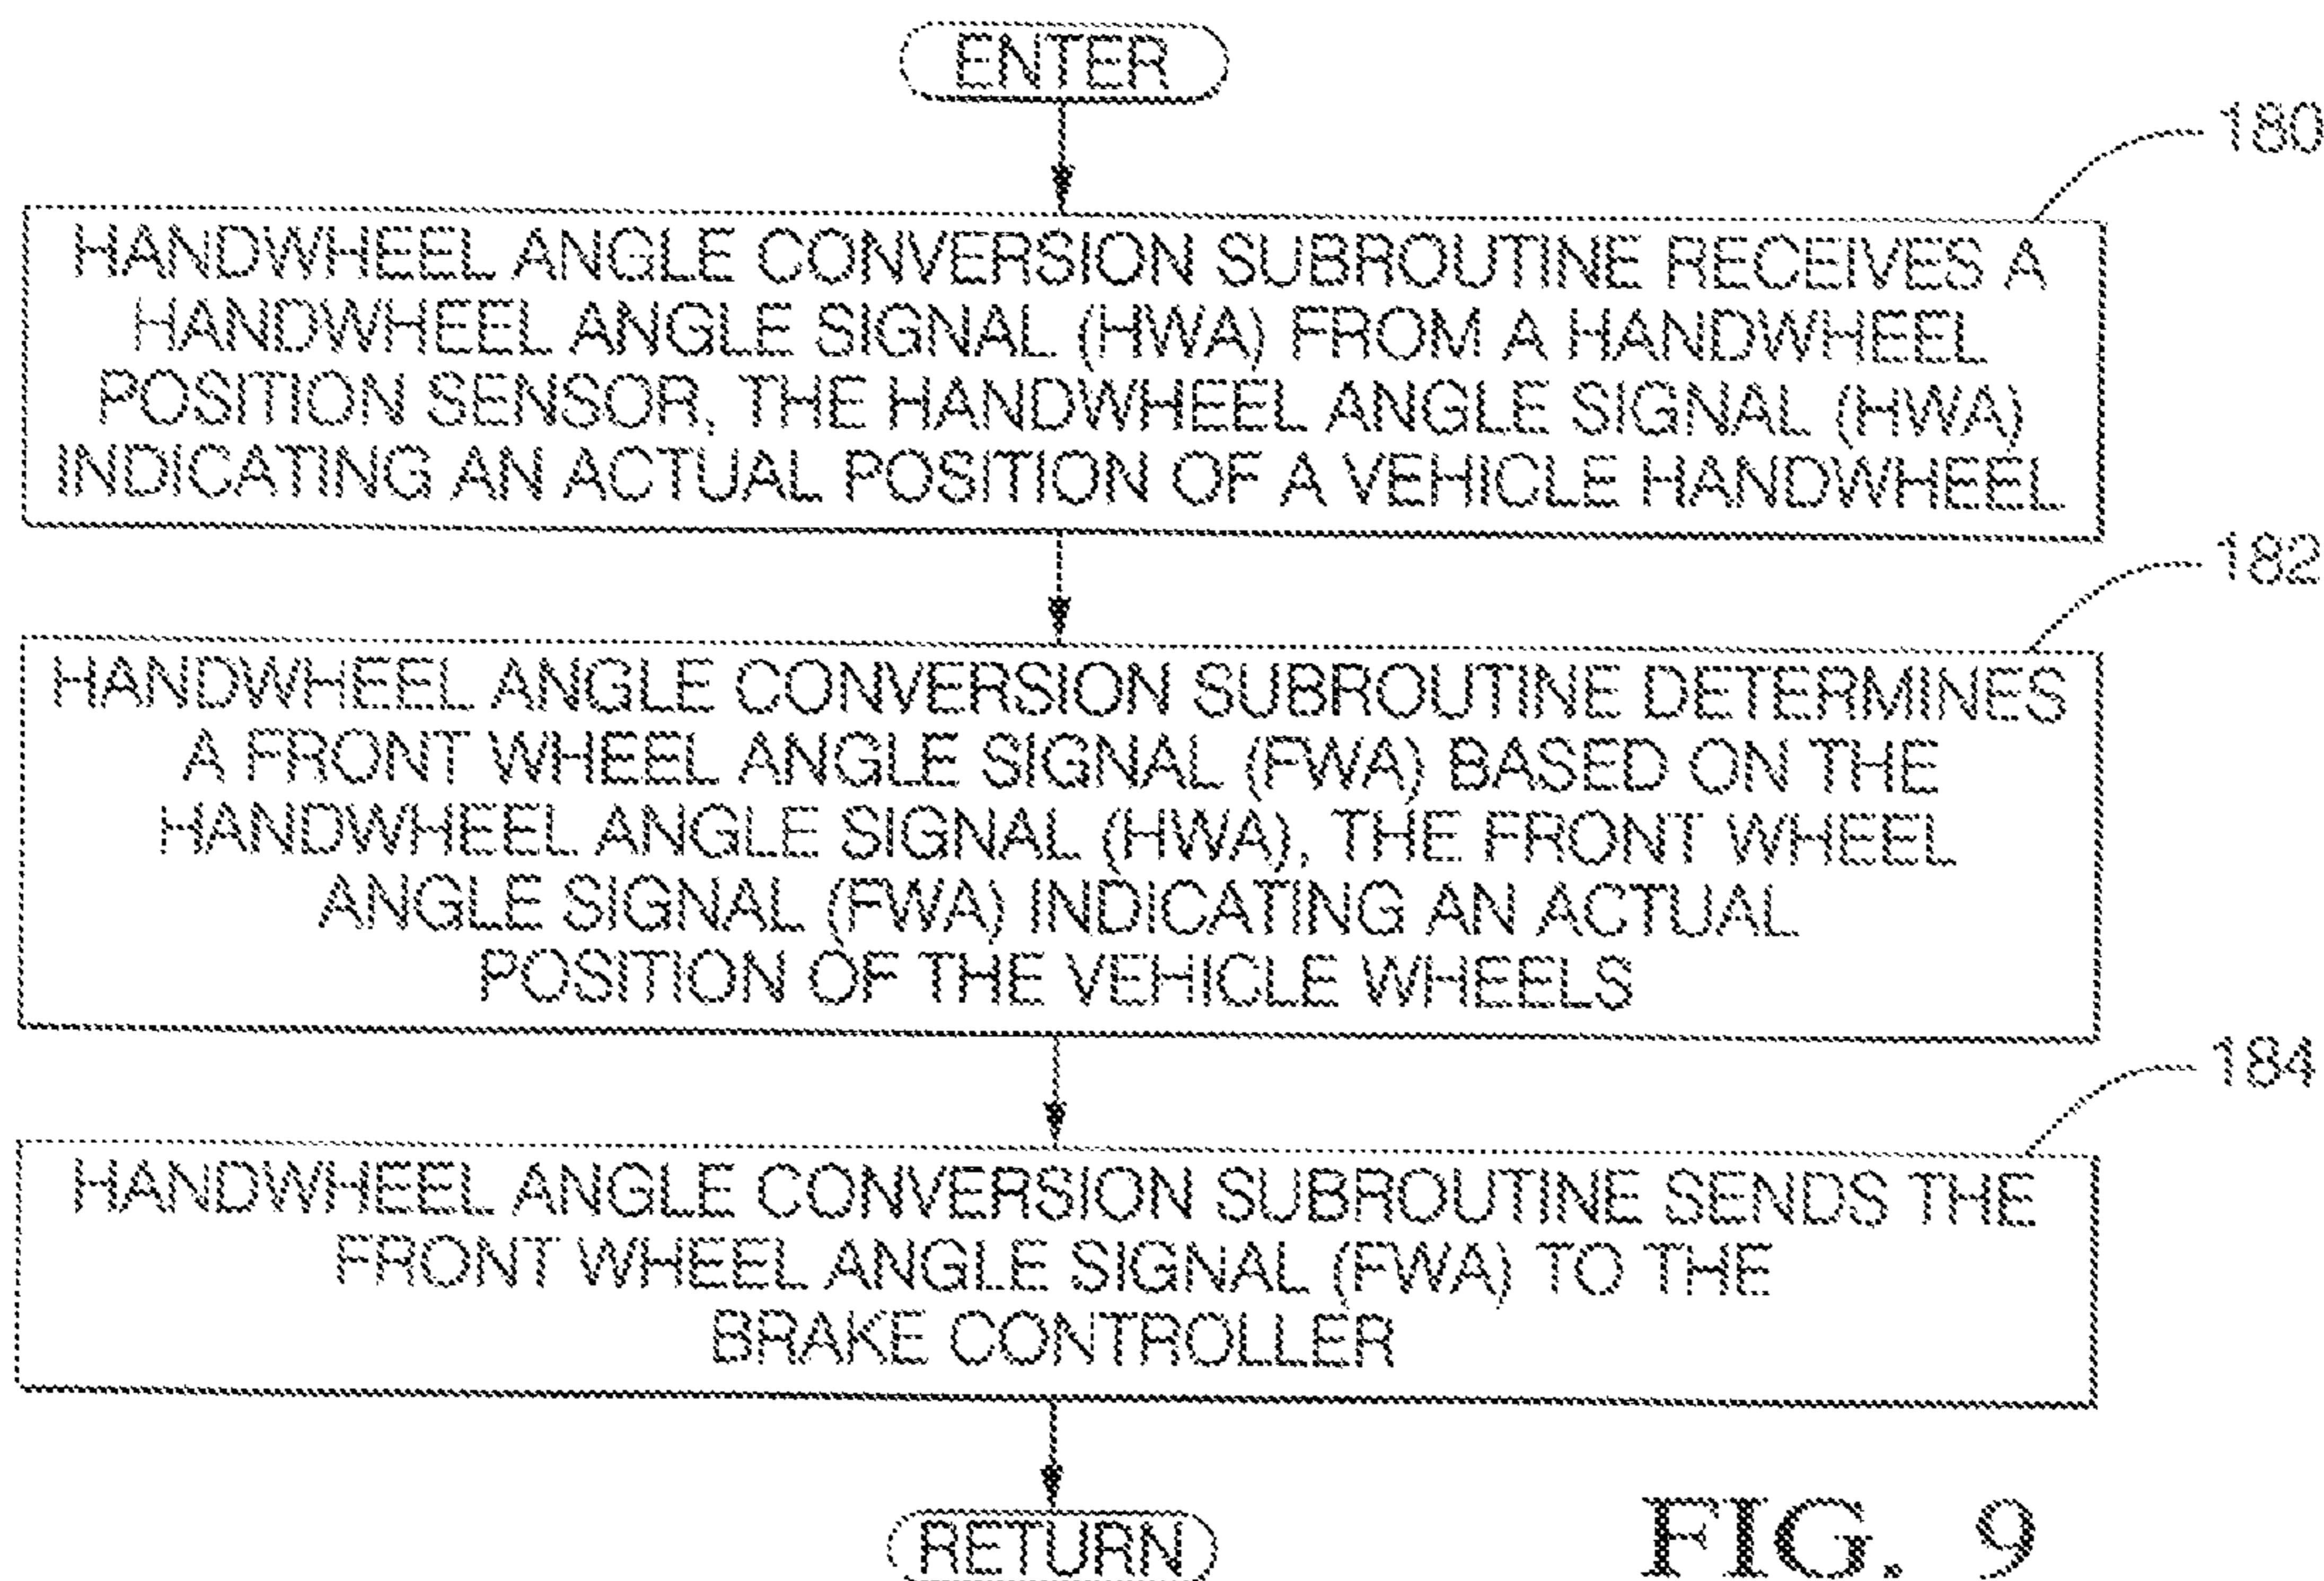 ENTER
180
HANDWHEEL ANGLE CONVERSION SUBROUTINE RECEIVES A
HANDWHEEL ANGLE SIGNAL (HWA) FROM A HANDWHEEL
POSITION SENSOR, THE HANDWHEEL ANGLE SIGNAL (HWA)
INDICATING AN ACTUAL POSITION OF A VEHICLE HANDWHEEL
182
HANDWHEEL ANGLE CONVERSION SUBROUTINE DETERMINES
A FRONT WHEEL ANGLE SIGNAL (FWA) BASED ON THE
HANDWHEEL ANGLE SIGNAL (HWA), THE FRONT WHEEL
ANGLE SIGNAL (FWA) INDICATING AN ACTUAL
POSITION OF THE VEHICLE WHEELS
184
HANDWHEEL ANGLE CONVERSION SUBROUTINE SENDS THE
FRONT WHEEL ANGLE SIGNAL (FWA) TO THE
BRAKE CONTROLLER
RETURN
FIG. 9